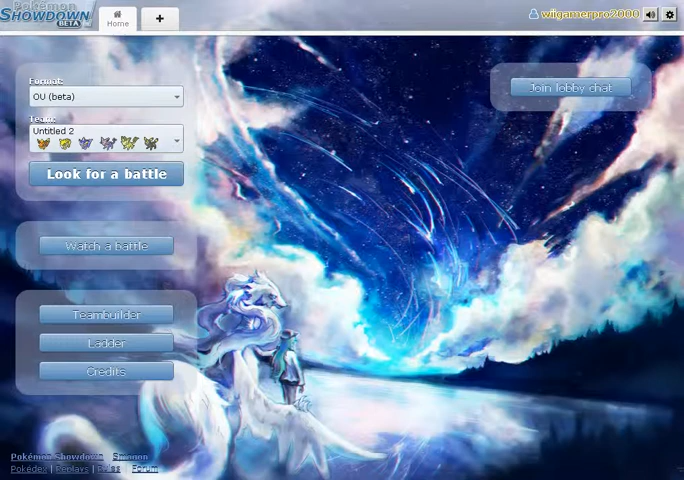 Pokémon
Showdown
BETA
Home
+
wiigamerpro2000
Format:
OU (beta)
Team:
Untitled 2
Look for a battle
Join lobby chat
Watch a battle
Teambuilder
Ladder
Credits
Pokémon Showdown Smogon
Pokédex | Replays | Rules | Forum